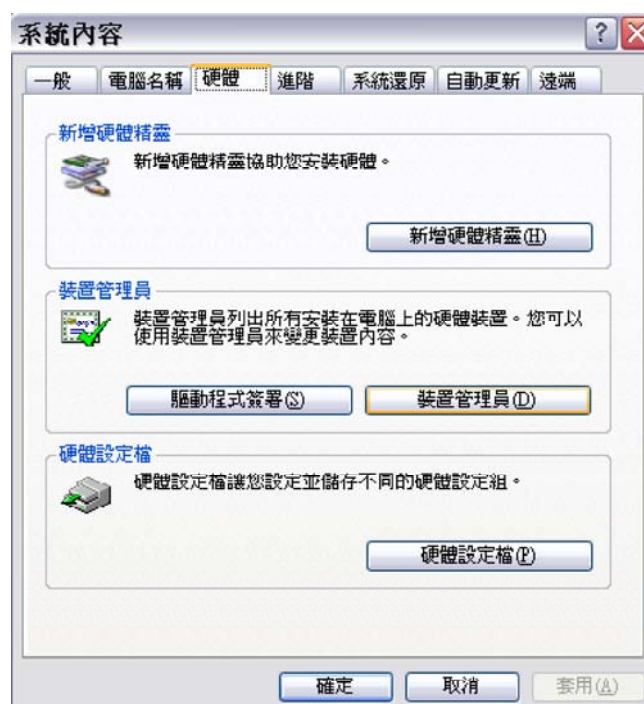 系統內容
一般 電腦名稱 硬體 進階 系統還原 自動更新 遠端
新增硬體精靈
新增硬體精靈協助您安裝硬體。
新增硬體精靈(H)
裝置管理員
裝置管理員列出所有安裝在電腦上的硬體裝置。您可以
使用裝置管理員來變更裝置內容。
驅動程式簽署(S) 裝置管理員(D)
硬體設定檔
硬體設定檔讓您設定並儲存不同的硬體設定組。
硬體設定檔(P)
確定 取消 套用(A)